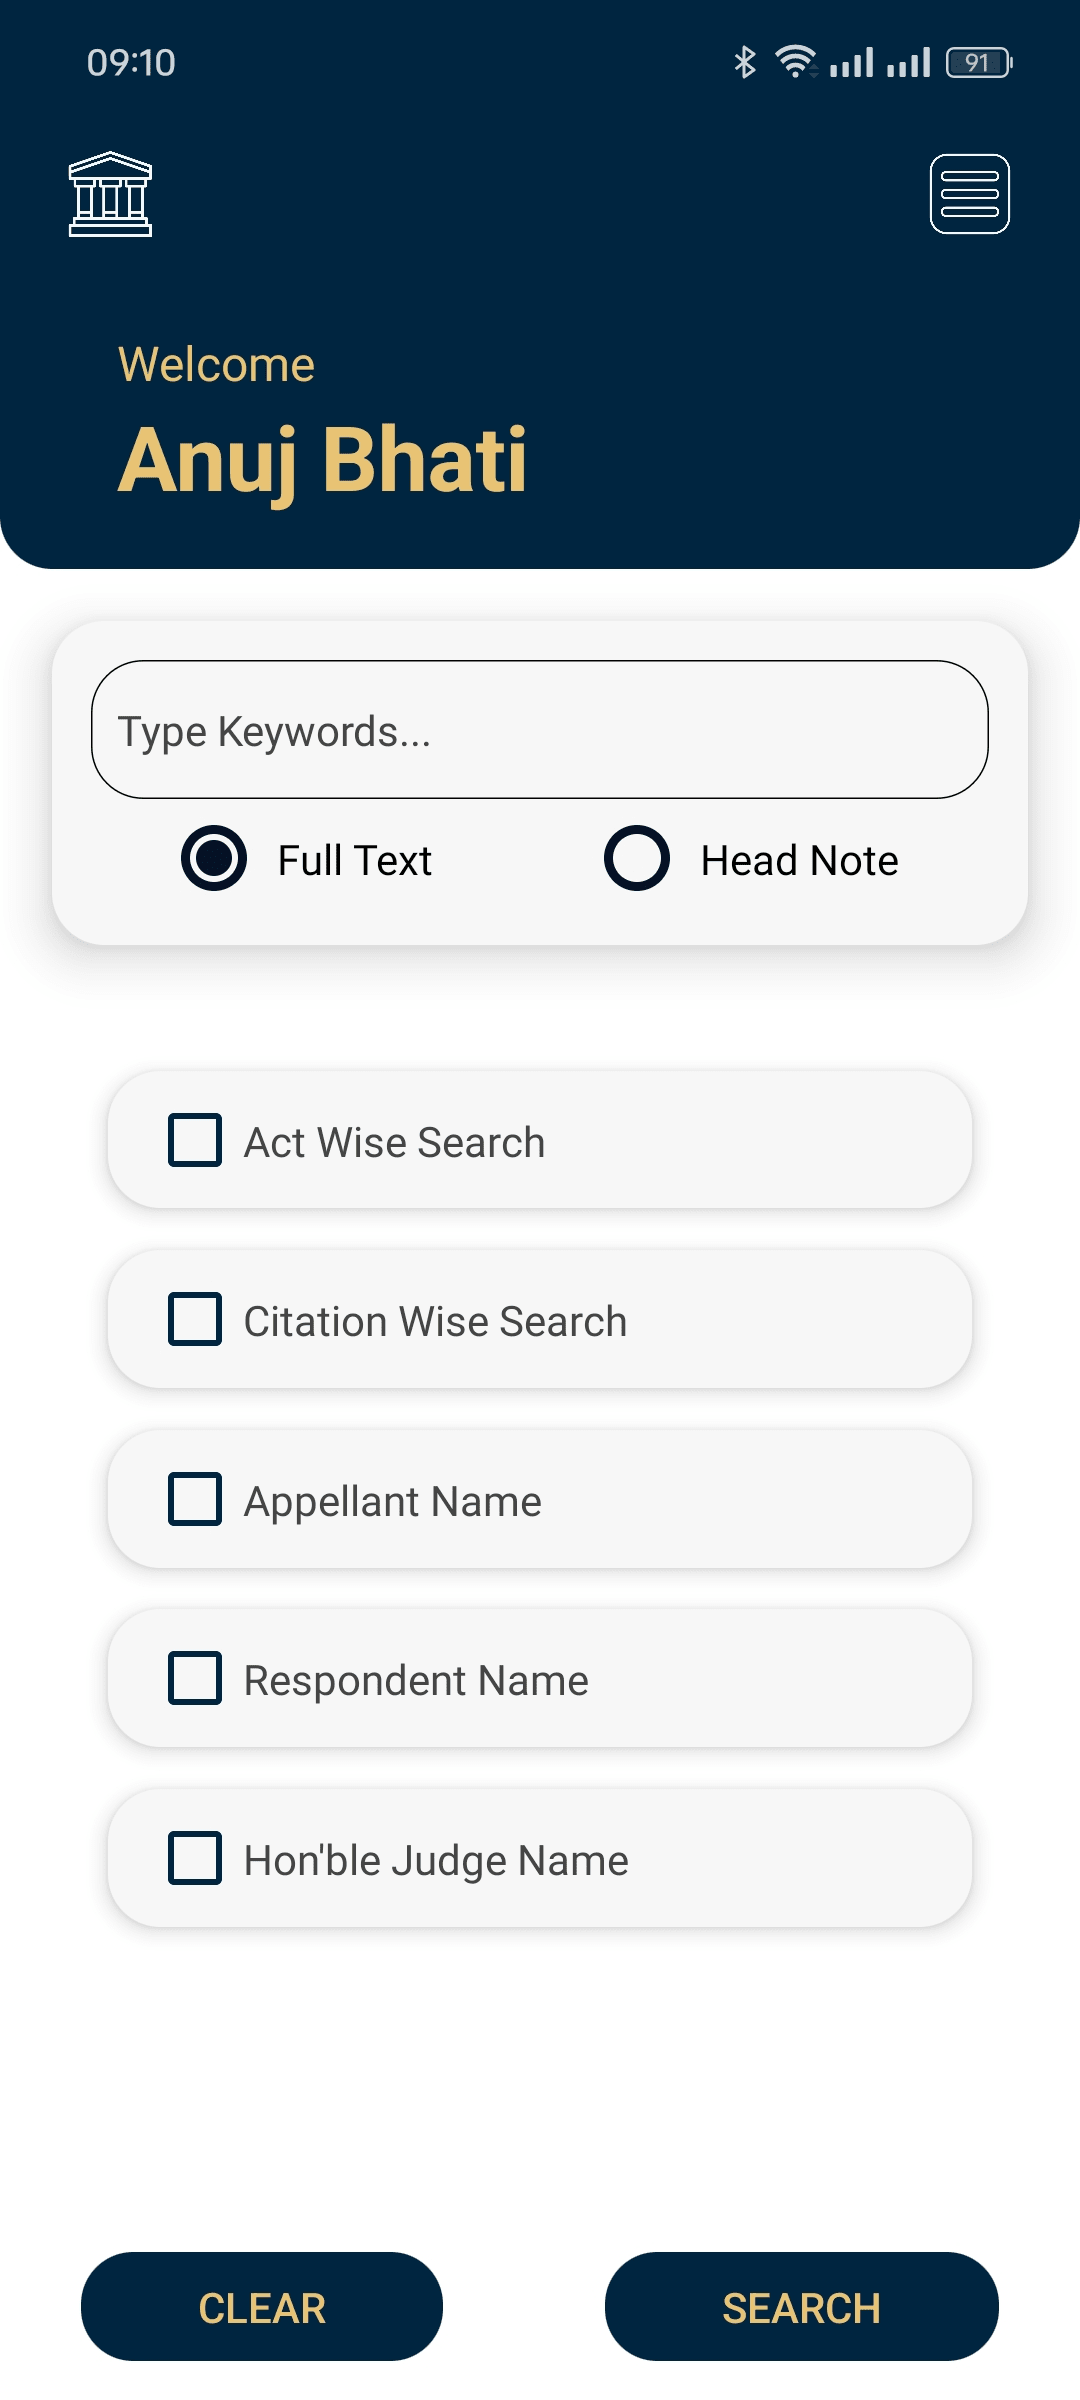 09:10
91
Welcome
Anuj Bhati
Type Keywords...
Full Text
Head Note
Act Wise Search
Citation Wise Search
Appellant Name
Respondent Name
Hon'ble Judge Name
CLEAR
SEARCH